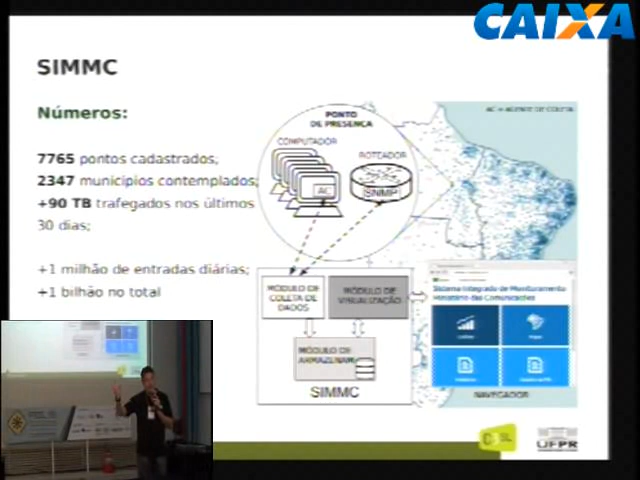 CAIXA
SIMMC
Números:
7765 pontos cadastrados;
2347 municípios contemplados;
+90 TB trafegados nos últimos
30 dias;
+1 milhão de entradas diárias;
+1 bilhão no total
AC = AGENTE DE COLETA
PONTO
DE PRESENÇA
COMPUTADOR
ROTEADOR
AC
SNMP
MÓDULO DE
COLETA DE
DADOS
MÓDULO DE
VISUALIZAÇÃO
MÓDULO DE
ARMAZENAM
SIMMC
Sistema Integrado de Monitoramento
Ministério das Comunicações
NAVEGADOR
UFPR